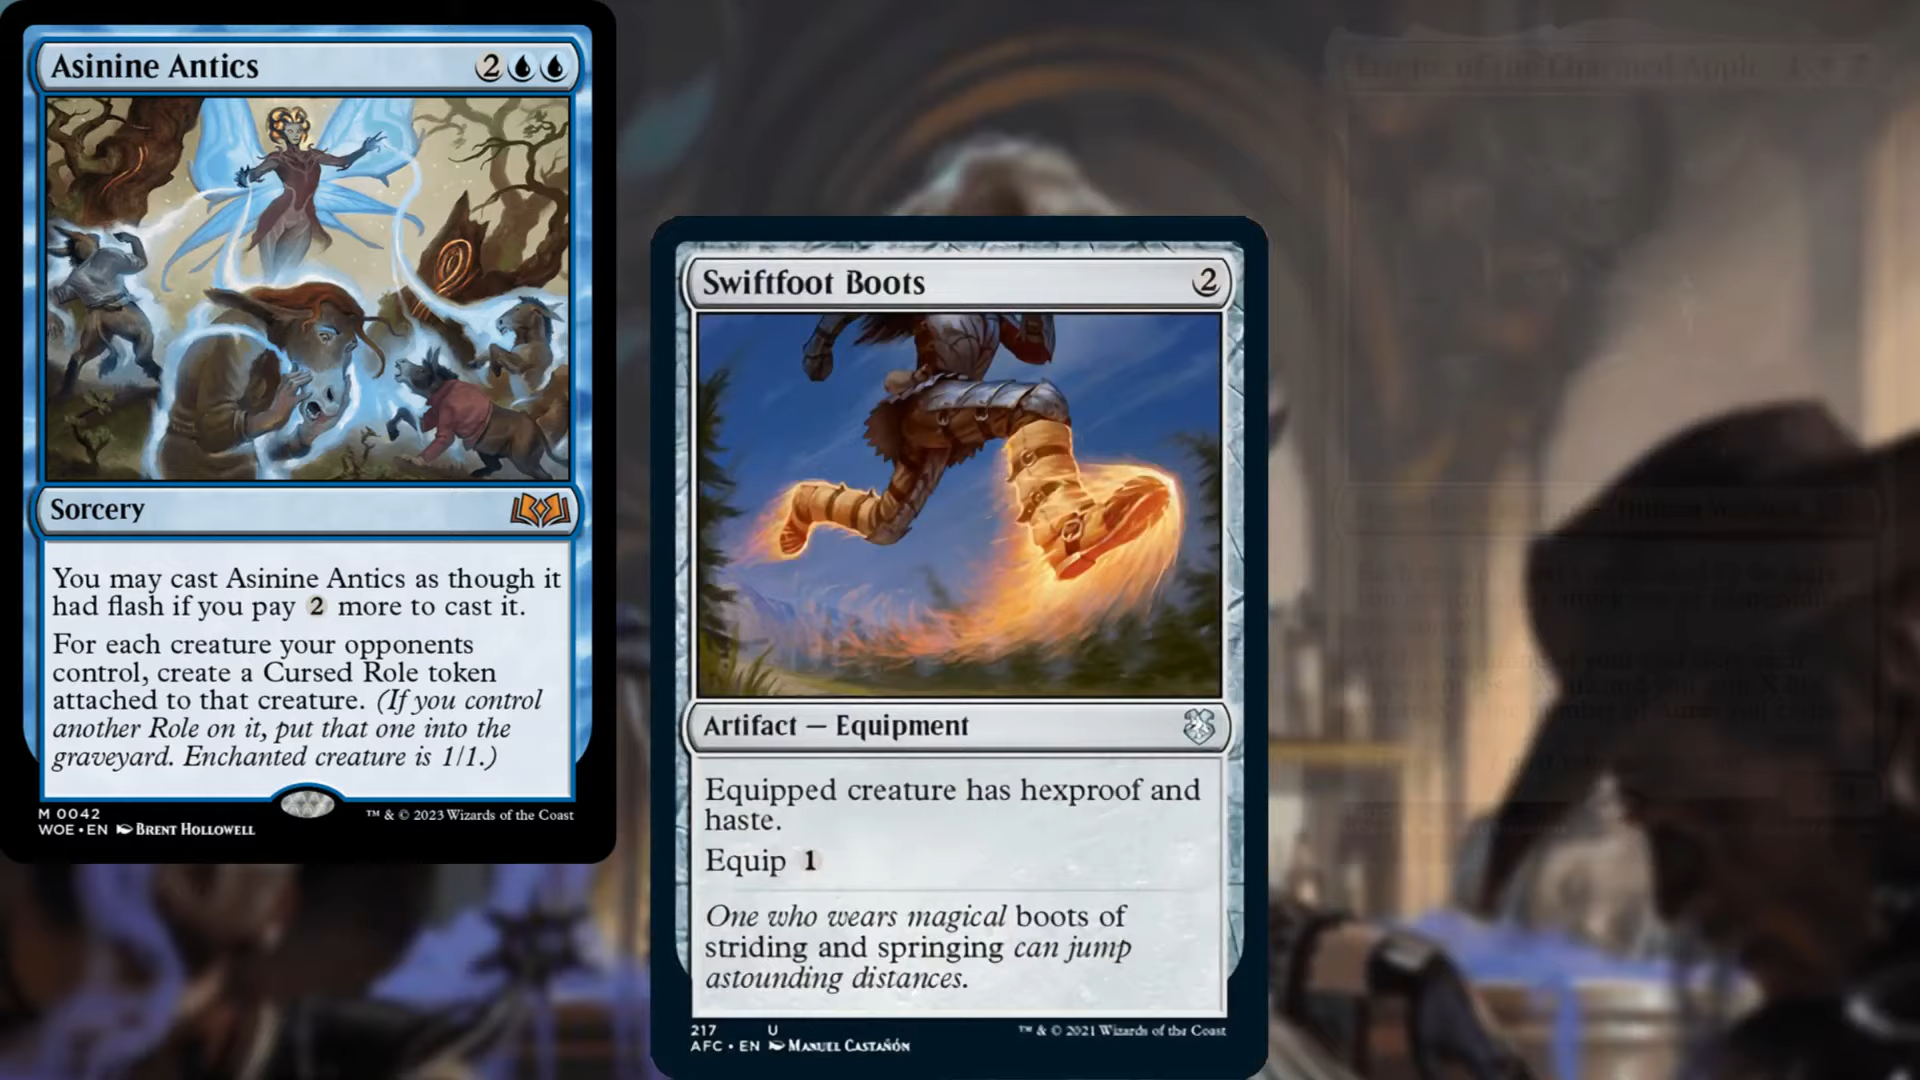 Asinine Antics 2
Sorcery
You may cast Asinine Antics as though it
had flash if you pay 2 more to cast it.
For each creature your opponents
control, create a Cursed Role token
attached to that creature. (If you control
another Role on it, put that one into the
graveyard. Enchanted creature is 1/1.)
M 0042
WOE • EN BRENT HOLLOWELL
™ & © 2023 Wizards of the Coast
Swiftfoot Boots 2
Artifact — Equipment
Equipped creature has hexproof and
haste.
Equip 1
One who wears magical boots of
striding and springing can jump
astounding distances.
217 U
AFC • EN MANUEL CASTAÑÓN
™ & © 2021 Wizards of the Coast